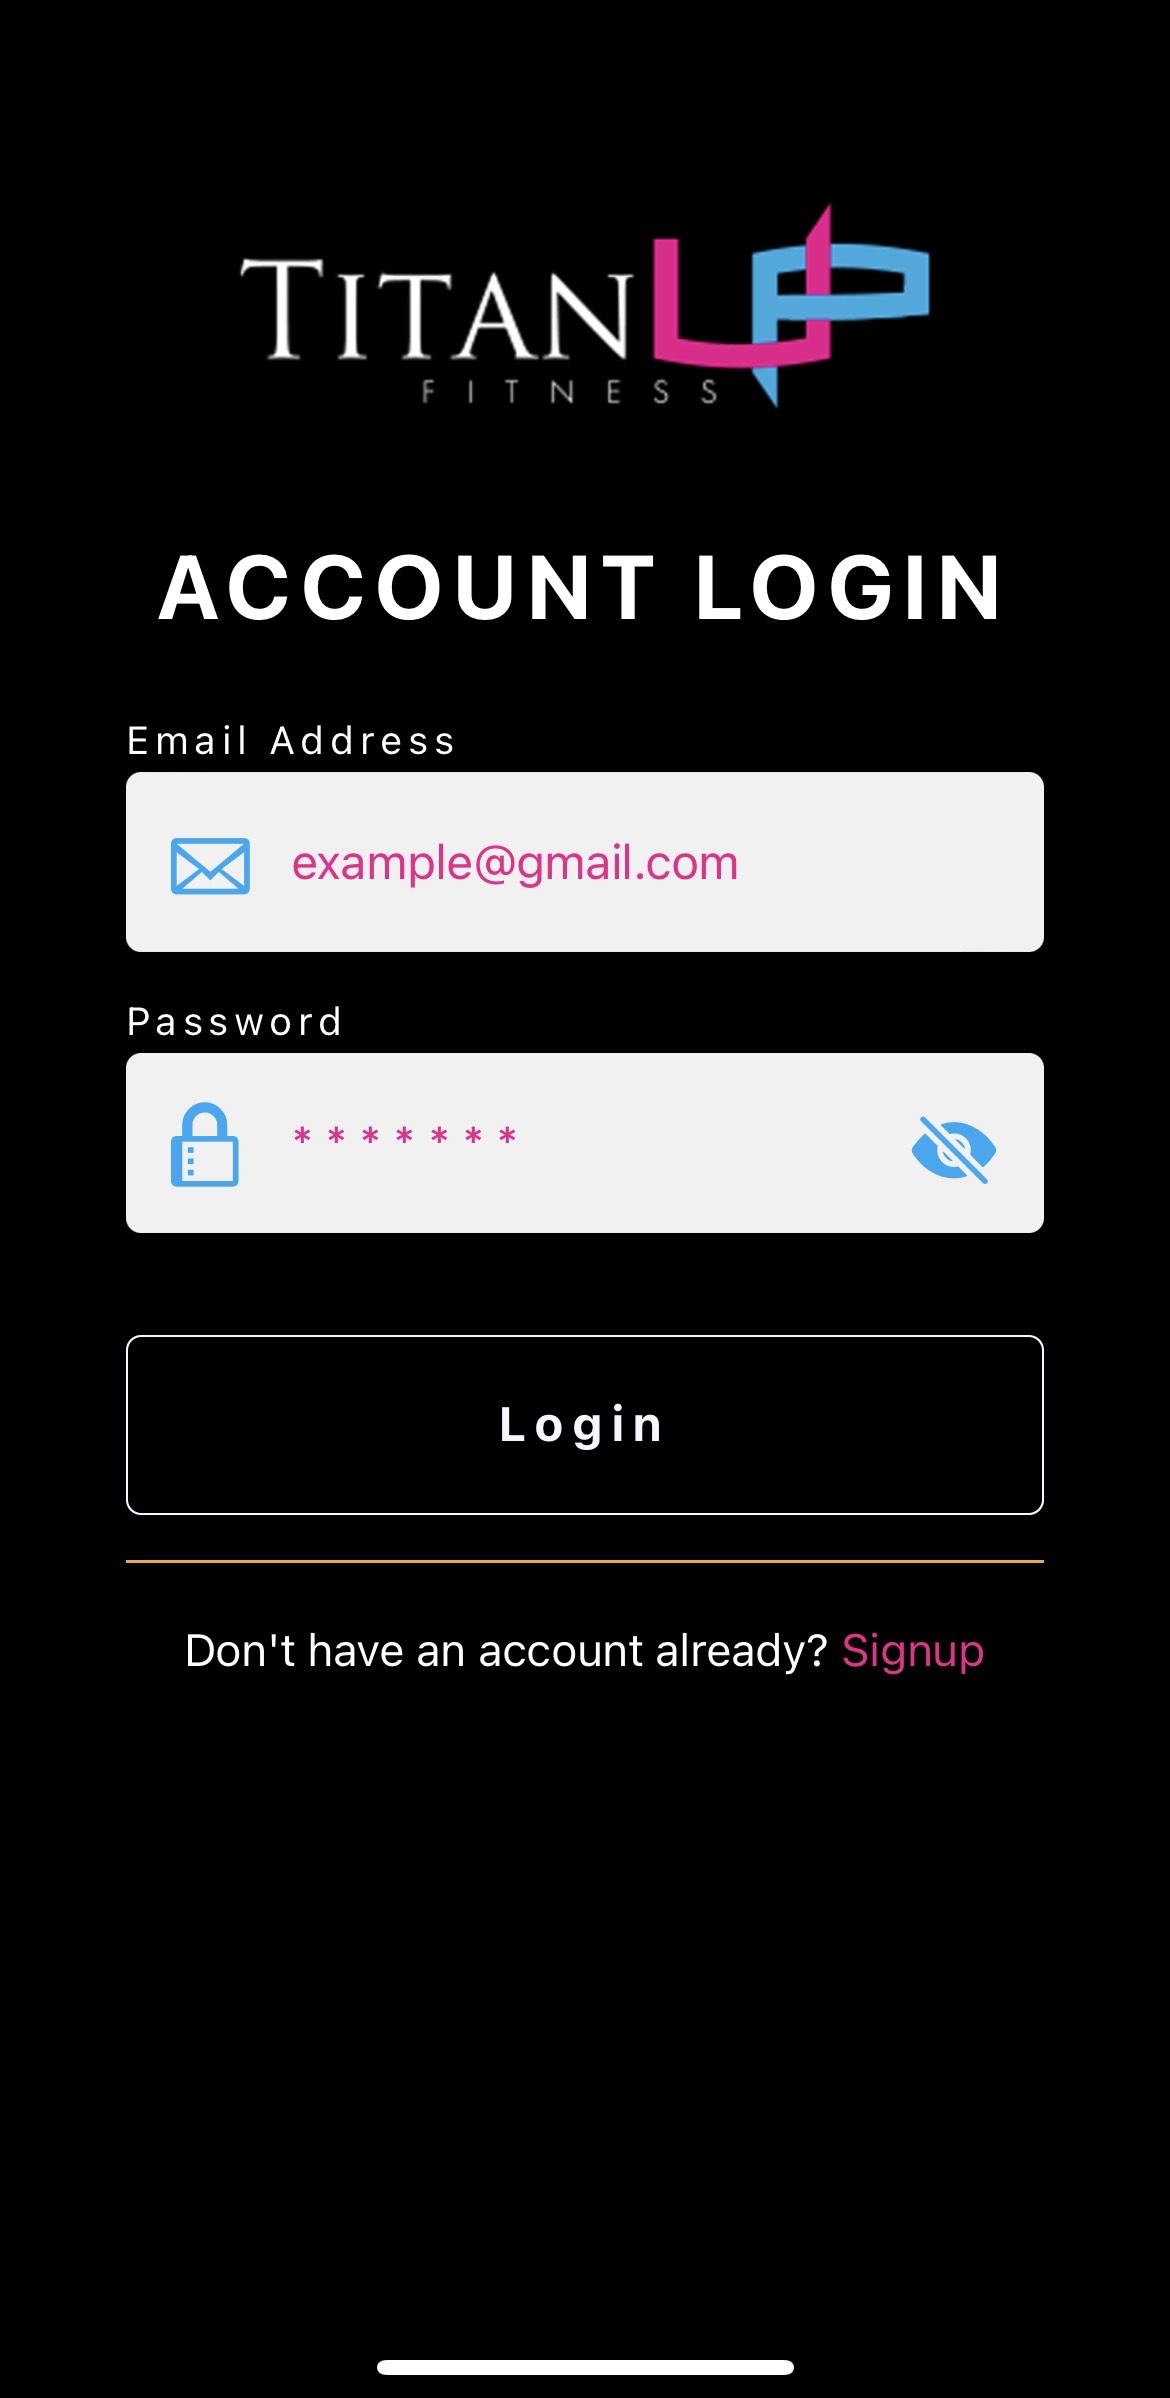 TITANUP
FITNESS
ACCOUNT LOGIN
Email Address
example@gmail.com
Password
*******
Login
Don't have an account already? Signup